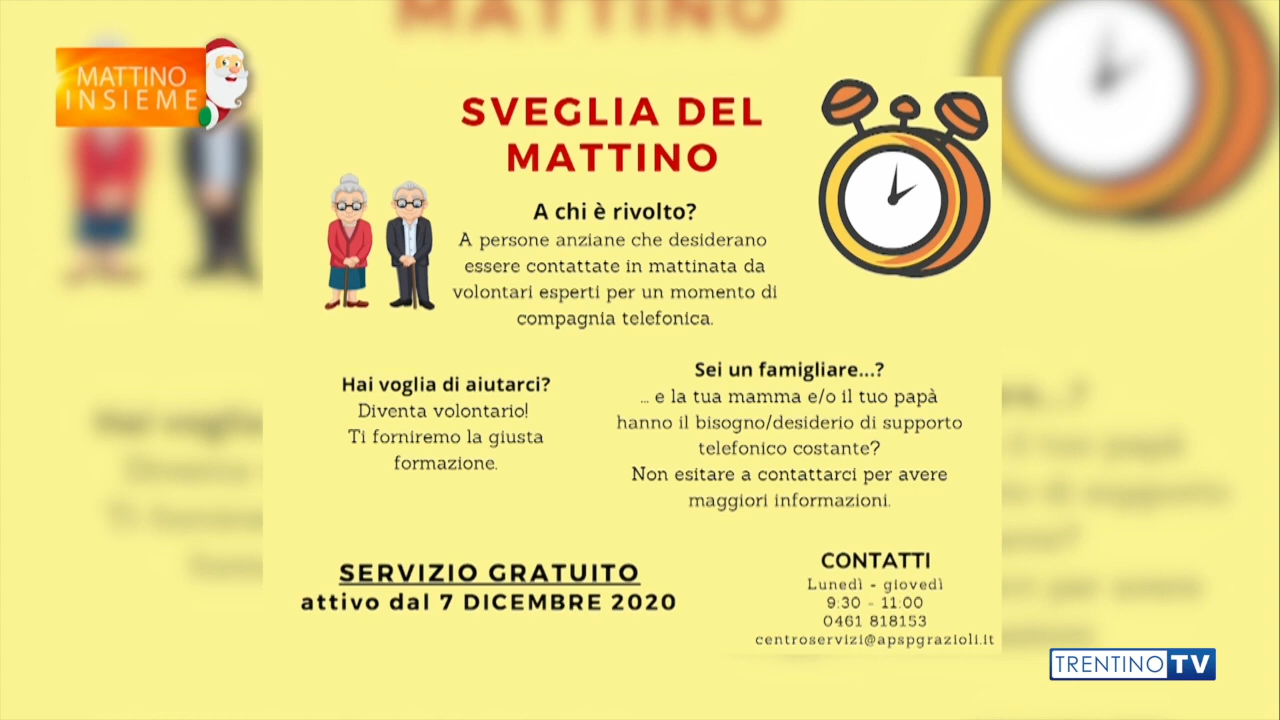 MATTINO
MATTINO
INSIEME
SVEGLIA DEL
MATTINO
A chi è rivolto?
A persone anziane che desiderano
essere contattate in mattinata da
volontari esperti per un momento di
compagnia telefonica.
Hai voglia di aiutarci?
Diventa volontario!
Ti forniremo la giusta
formazione.
Sei un famigliare...?
... e la tua mamma e/o il tuo papà
hanno il bisogno/desiderio di supporto
telefonico costante?
Non esitare a contattarci per avere
maggiori informazioni.
SERVIZIO GRATUITO
attivo dal 7 DICEMBRE 2020
CONTATTI
Lunedì - giovedì
9:30 - 11:00
0461 818153
centroservizi@apspgrazioli.it
TRENTINO TV